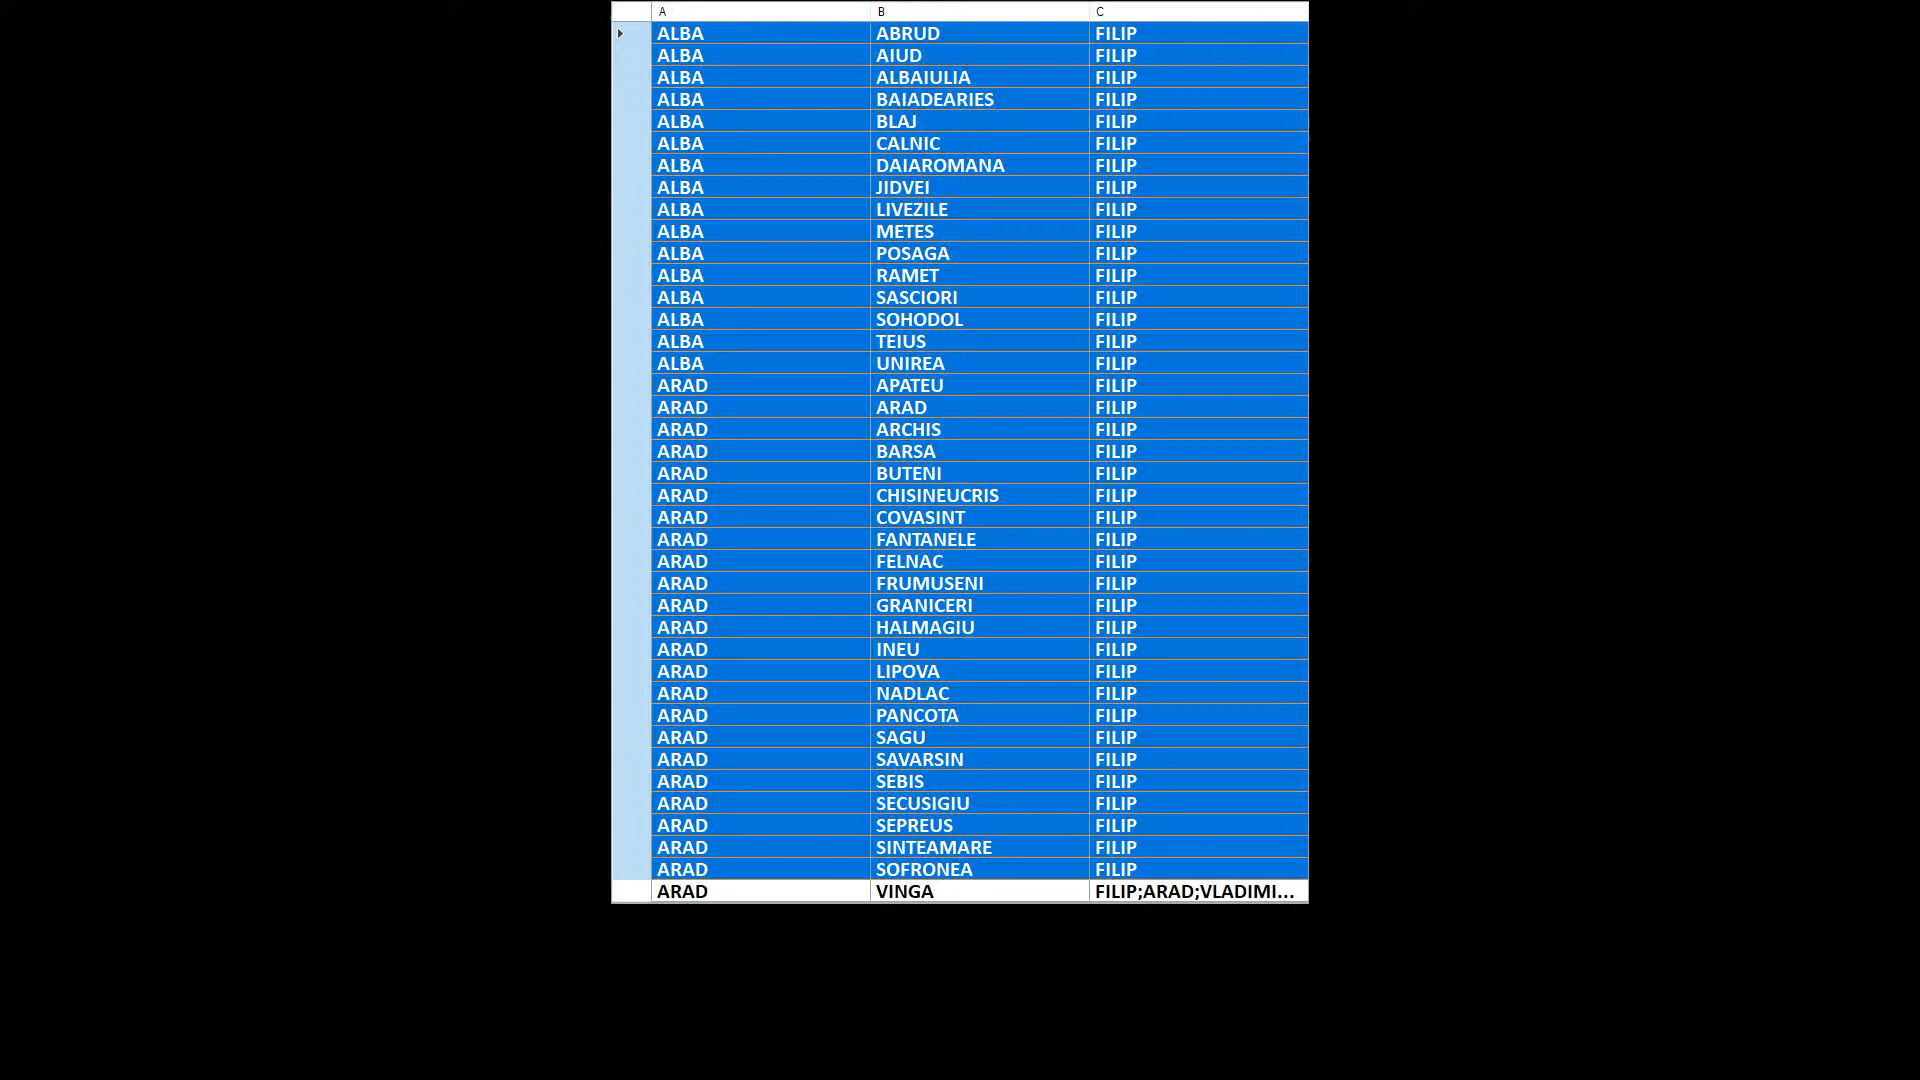 A B C
ALBA ABRUD FILIP
ALBA AIUD FILIP
ALBA ALBAIULIA FILIP
ALBA BAIADEARIES FILIP
ALBA BLAJ FILIP
ALBA CALNIC FILIP
ALBA DAIAROMANA FILIP
ALBA JIDVEI FILIP
ALBA LIVEZILE FILIP
ALBA METES FILIP
ALBA POSAGA FILIP
ALBA RAMET FILIP
ALBA SASCIORI FILIP
ALBA SOHODOL FILIP
ALBA TEIUS FILIP
ALBA UNIREA FILIP
ARAD APATEU FILIP
ARAD ARAD FILIP
ARAD ARCHIS FILIP
ARAD BARSA FILIP
ARAD BUTENI FILIP
ARAD CHISINEUCRIS FILIP
ARAD COVASINT FILIP
ARAD FANTANELE FILIP
ARAD FELNAC FILIP
ARAD FRUMUSENI FILIP
ARAD GRANICERI FILIP
ARAD HALMAGIU FILIP
ARAD INEU FILIP
ARAD LIPOVA FILIP
ARAD NADLAC FILIP
ARAD PANCOTA FILIP
ARAD SAGU FILIP
ARAD SAVARSIN FILIP
ARAD SEBIS FILIP
ARAD SECUSIGIU FILIP
ARAD SEPREUS FILIP
ARAD SINTEAMARE FILIP
ARAD SOFRONEA FILIP
ARAD VINGA FILIP;ARAD;VLADIMI...